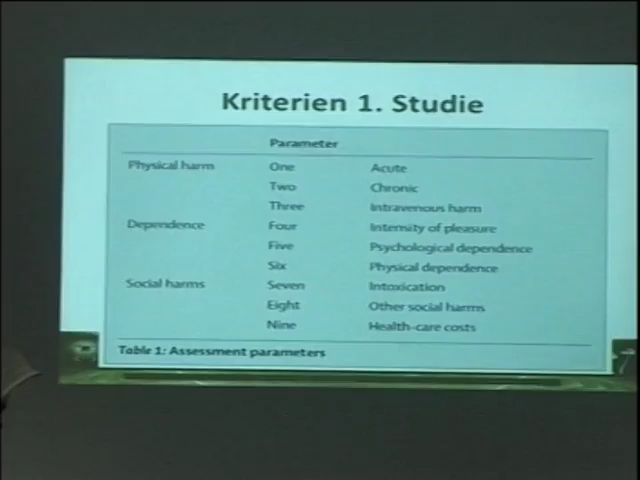 Kriterien 1. Studie
Parameter
Physical harm One Acute
Two Chronic
Three Intravenous harm
Dependence Four Intensity of pleasure
Five Psychological dependence
Six Physical dependence
Social harms Seven Intoxication
Eight Other social harms
Nine Health-care costs
Table 1: Assessment parameters